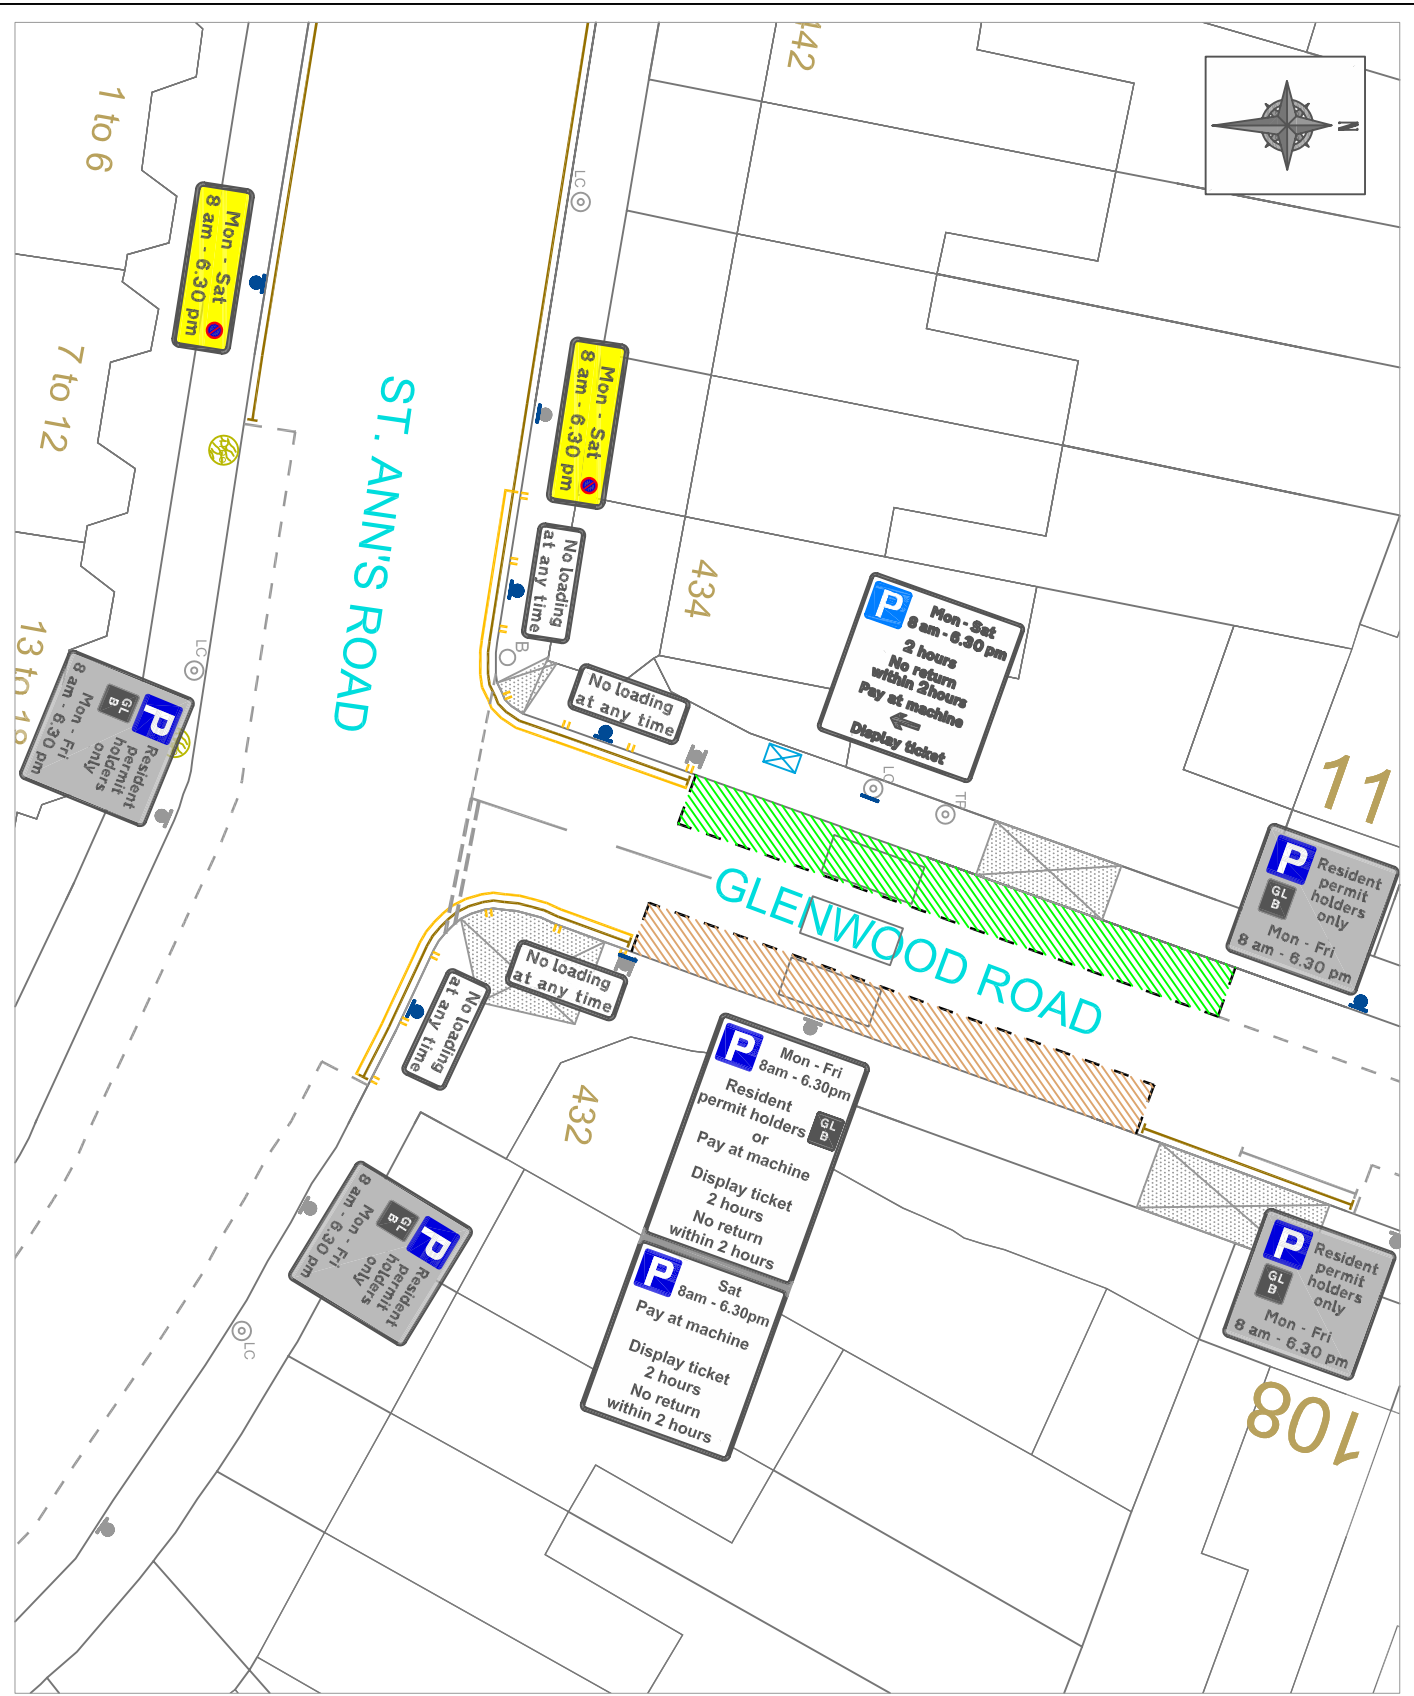 442
N
1 to 6
Mon - Sat
8 am - 6.30 pm
LC
7 to 12
ST. ANN'S ROAD
Mon - Sat
8 am - 6.30 pm
No loading
at any time
434
B
LC
P
Mon - Sat
8 am - 6.30 pm
2 hours
No return
within 2hours
Pay at machine
Display ticket
No loading
at any time
LC
TP
11
P
GL
B
Resident
permit
holders
only
Mon - Fri
8 am - 6.30 pm
P
GL
B
Resident
permit
holders
only
Mon - Fri
8 am - 6.30 pm
GLENWOOD ROAD
No loading
at any time
No loading
at any time
432
P
Mon - Fri
8am - 6.30pm
Resident
permit holders
or
GL
B
Pay at machine
Display ticket
2 hours
No return
within 2 hours
P
Sat
8am - 6.30pm
Pay at machine
Display ticket
2 hours
No return
within 2 hours
P
GL
B
Resident
permit
holders
only
Mon - Fri
8 am - 6.30 pm
LC
P
GL
B
Resident
permit
holders
only
Mon - Fri
8 am - 6.30 pm
108